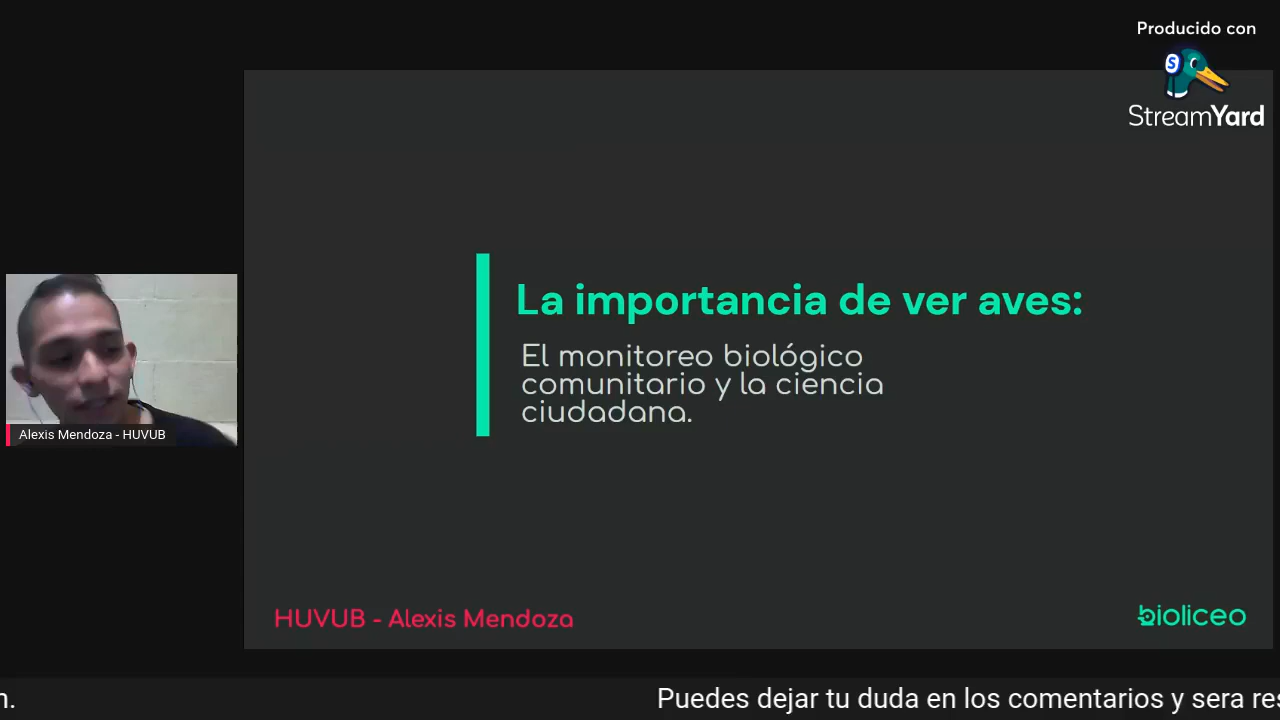 Producido con
StreamYard
La importancia de ver aves:
El monitoreo biológico
comunitario y la ciencia
ciudadana.
Alexis Mendoza - HUVUB
HUVUB - Alexis Mendoza
bioliceo
n.
Puedes dejar tu duda en los comentarios y sera res